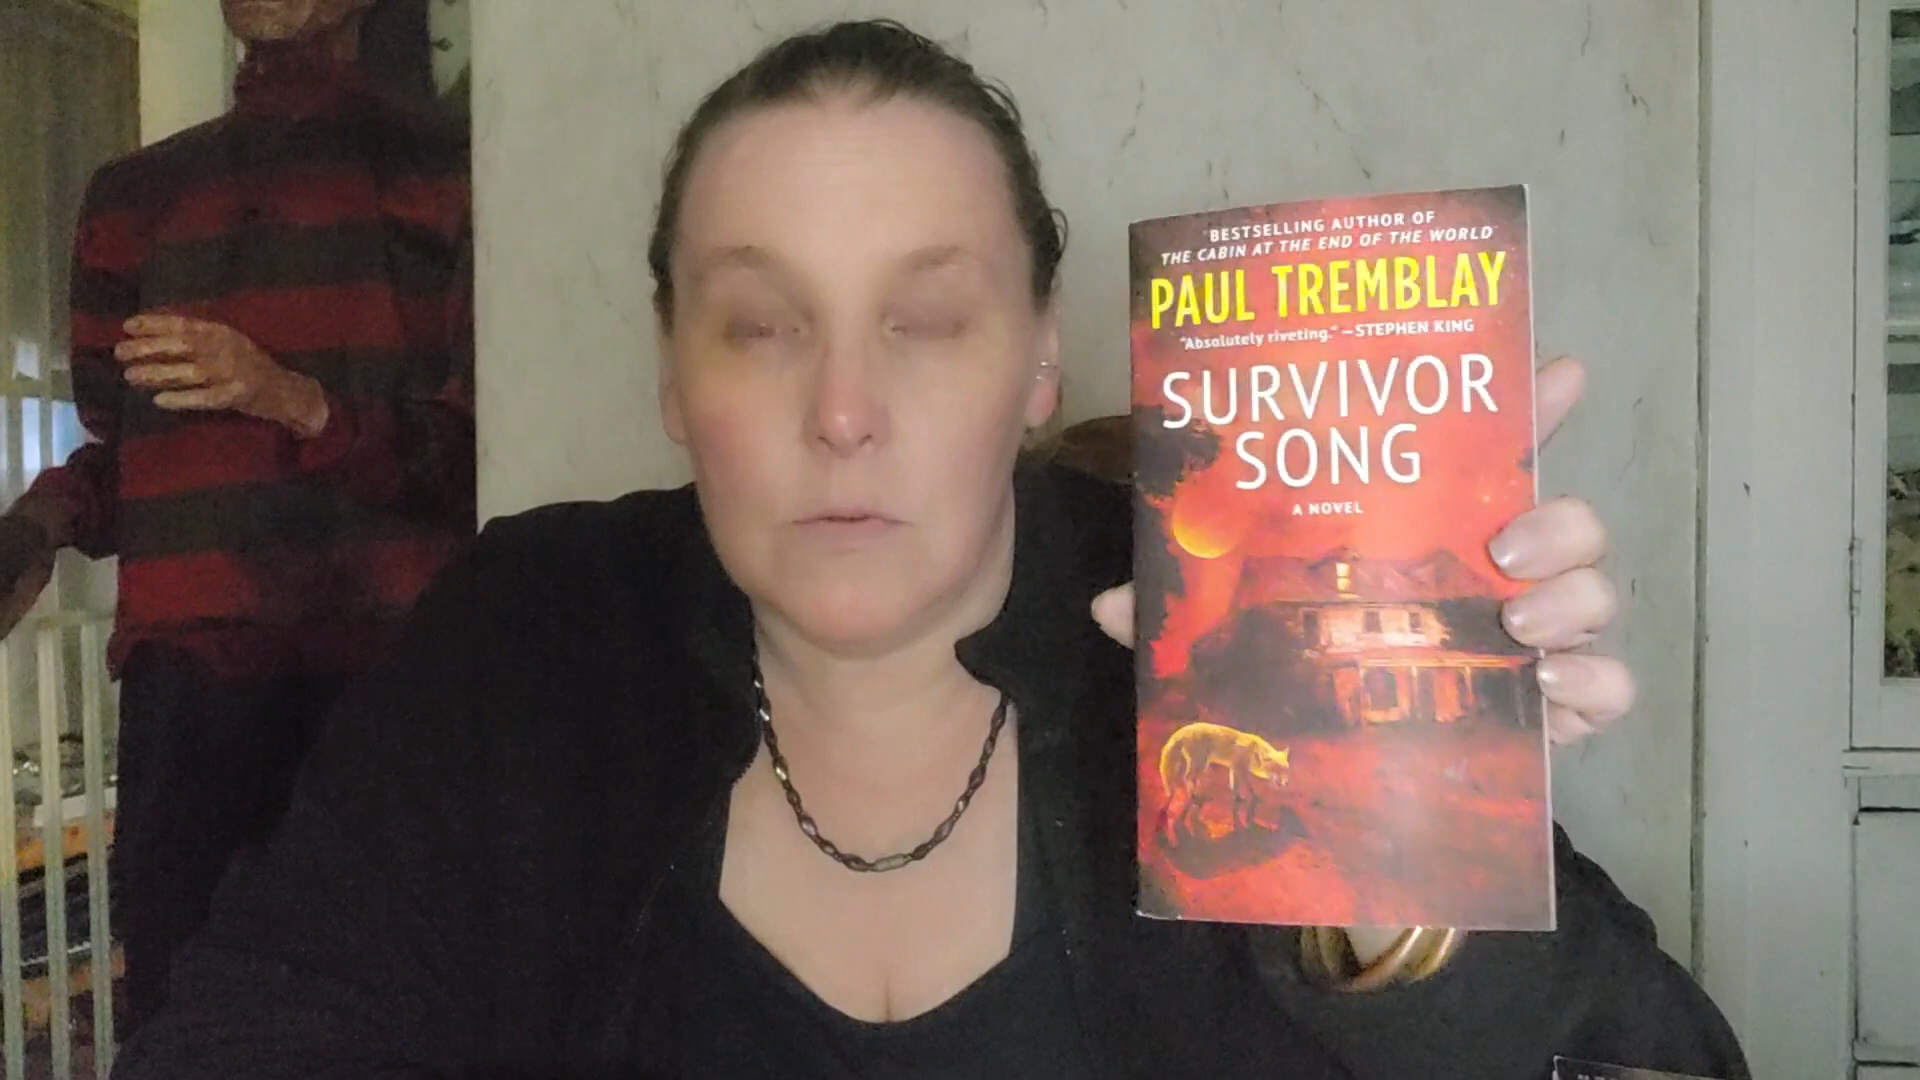 BESTSELLING AUTHOR OF
THE CABIN AT THE END OF THE WORLD
PAUL TREMBLAY
"Absolutely riveting." —STEPHEN KING
SURVIVOR
SONG
A NOVEL